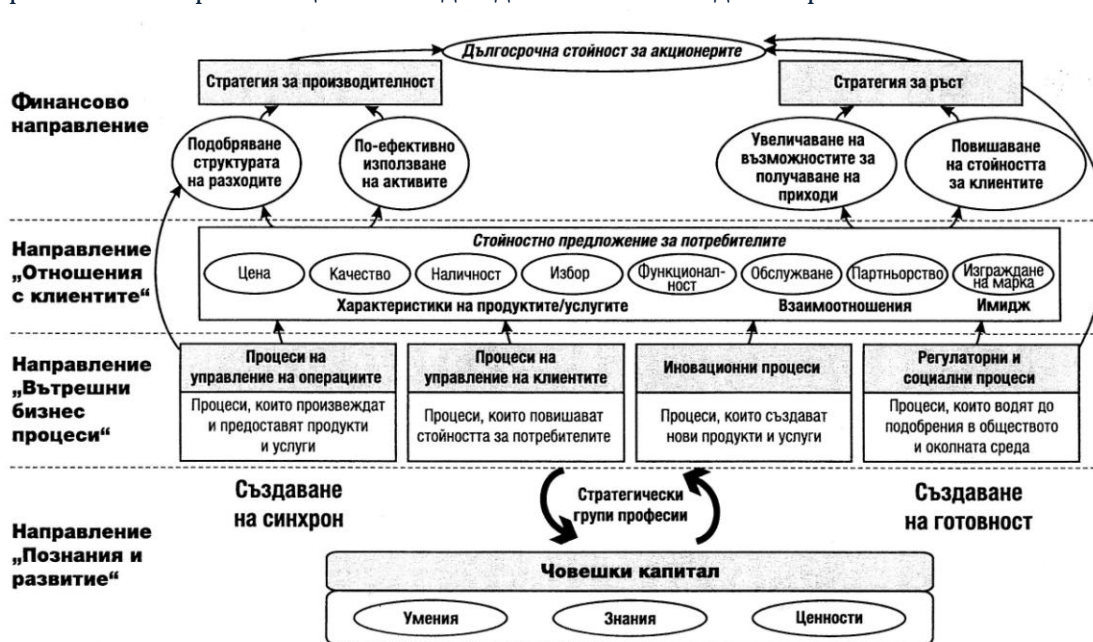 Дългосрочна стойност за акционерите
Финансово
направление
Стратегия за производителност
Стратегия за ръст
Подобряване
структурата
на разходите
По-ефективно
използване
на активите
Увеличаване на
възможностите за
получаване на
приходи
Повишаване
на стойността
за клиентите
Направление
„Отношения
с клиентите“
Стойностно предложение за потребителите
Цена
Качество
Наличност
Избор
Функционал-
ност
Обслужване
Партньорство
Изграждане
на марка
Характеристики на продуктите/услугите
Взаимоотношения
Имидж
Направление
„Вътрешни
бизнес
процеси“
Процеси на
управление на операциите
Процеси, които произвеждат
и предоставят продукти
и услуги
Процеси на
управление на клиентите
Процеси, които повишават
стойността за потребителите
Иновационни процеси
Процеси, които създават
нови продукти и услуги
Регулаторни и
социални процеси
Процеси, които водят до
подобрения в обществото
и околната среда
Направление
„Познания и
развитие“
Създаване
на синхрон
Стратегически
групи професии
Създаване
на готовност
Човешки капитал
Умения
Знания
Ценности